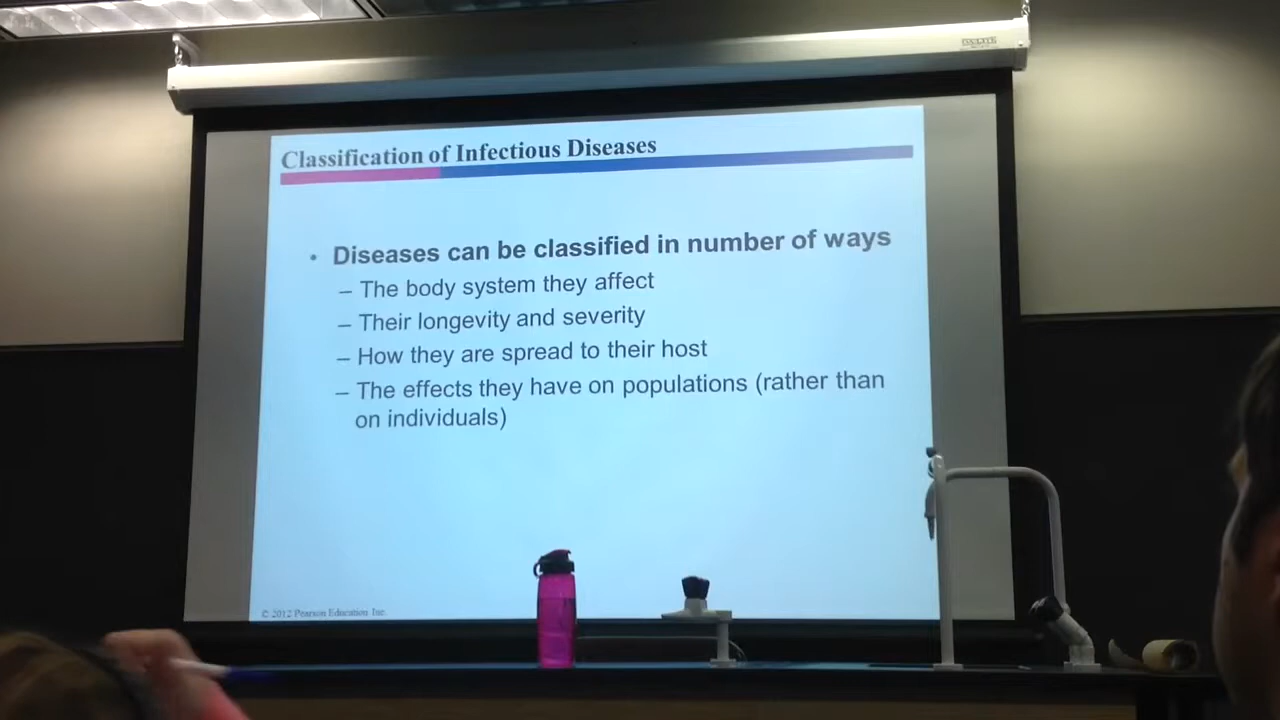 Classification of Infectious Diseases
• Diseases can be classified in number of ways
– The body system they affect
– Their longevity and severity
– How they are spread to their host
– The effects they have on populations (rather than
on individuals)
© 2012 Pearson Education Inc.